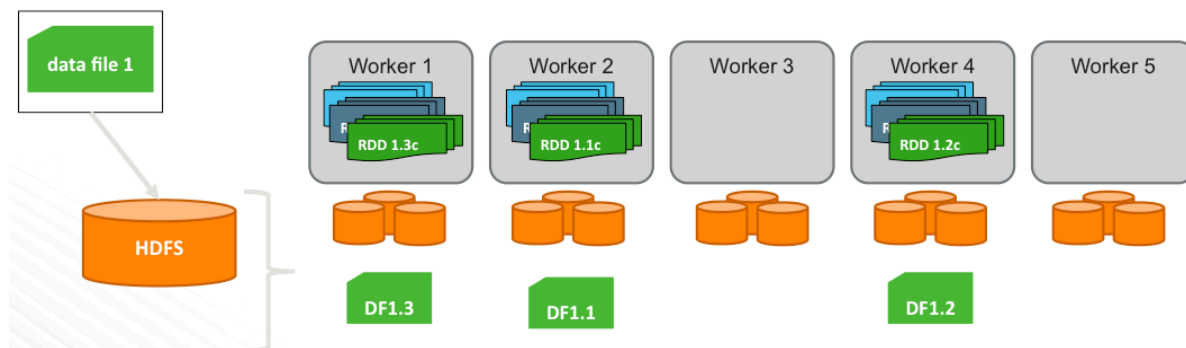 data file 1
HDFS
Worker 1
Worker 2
Worker 3
Worker 4
Worker 5
RDD 1.3c
RDD 1.1c
RDD 1.2c
DF1.3
DF1.1
DF1.2